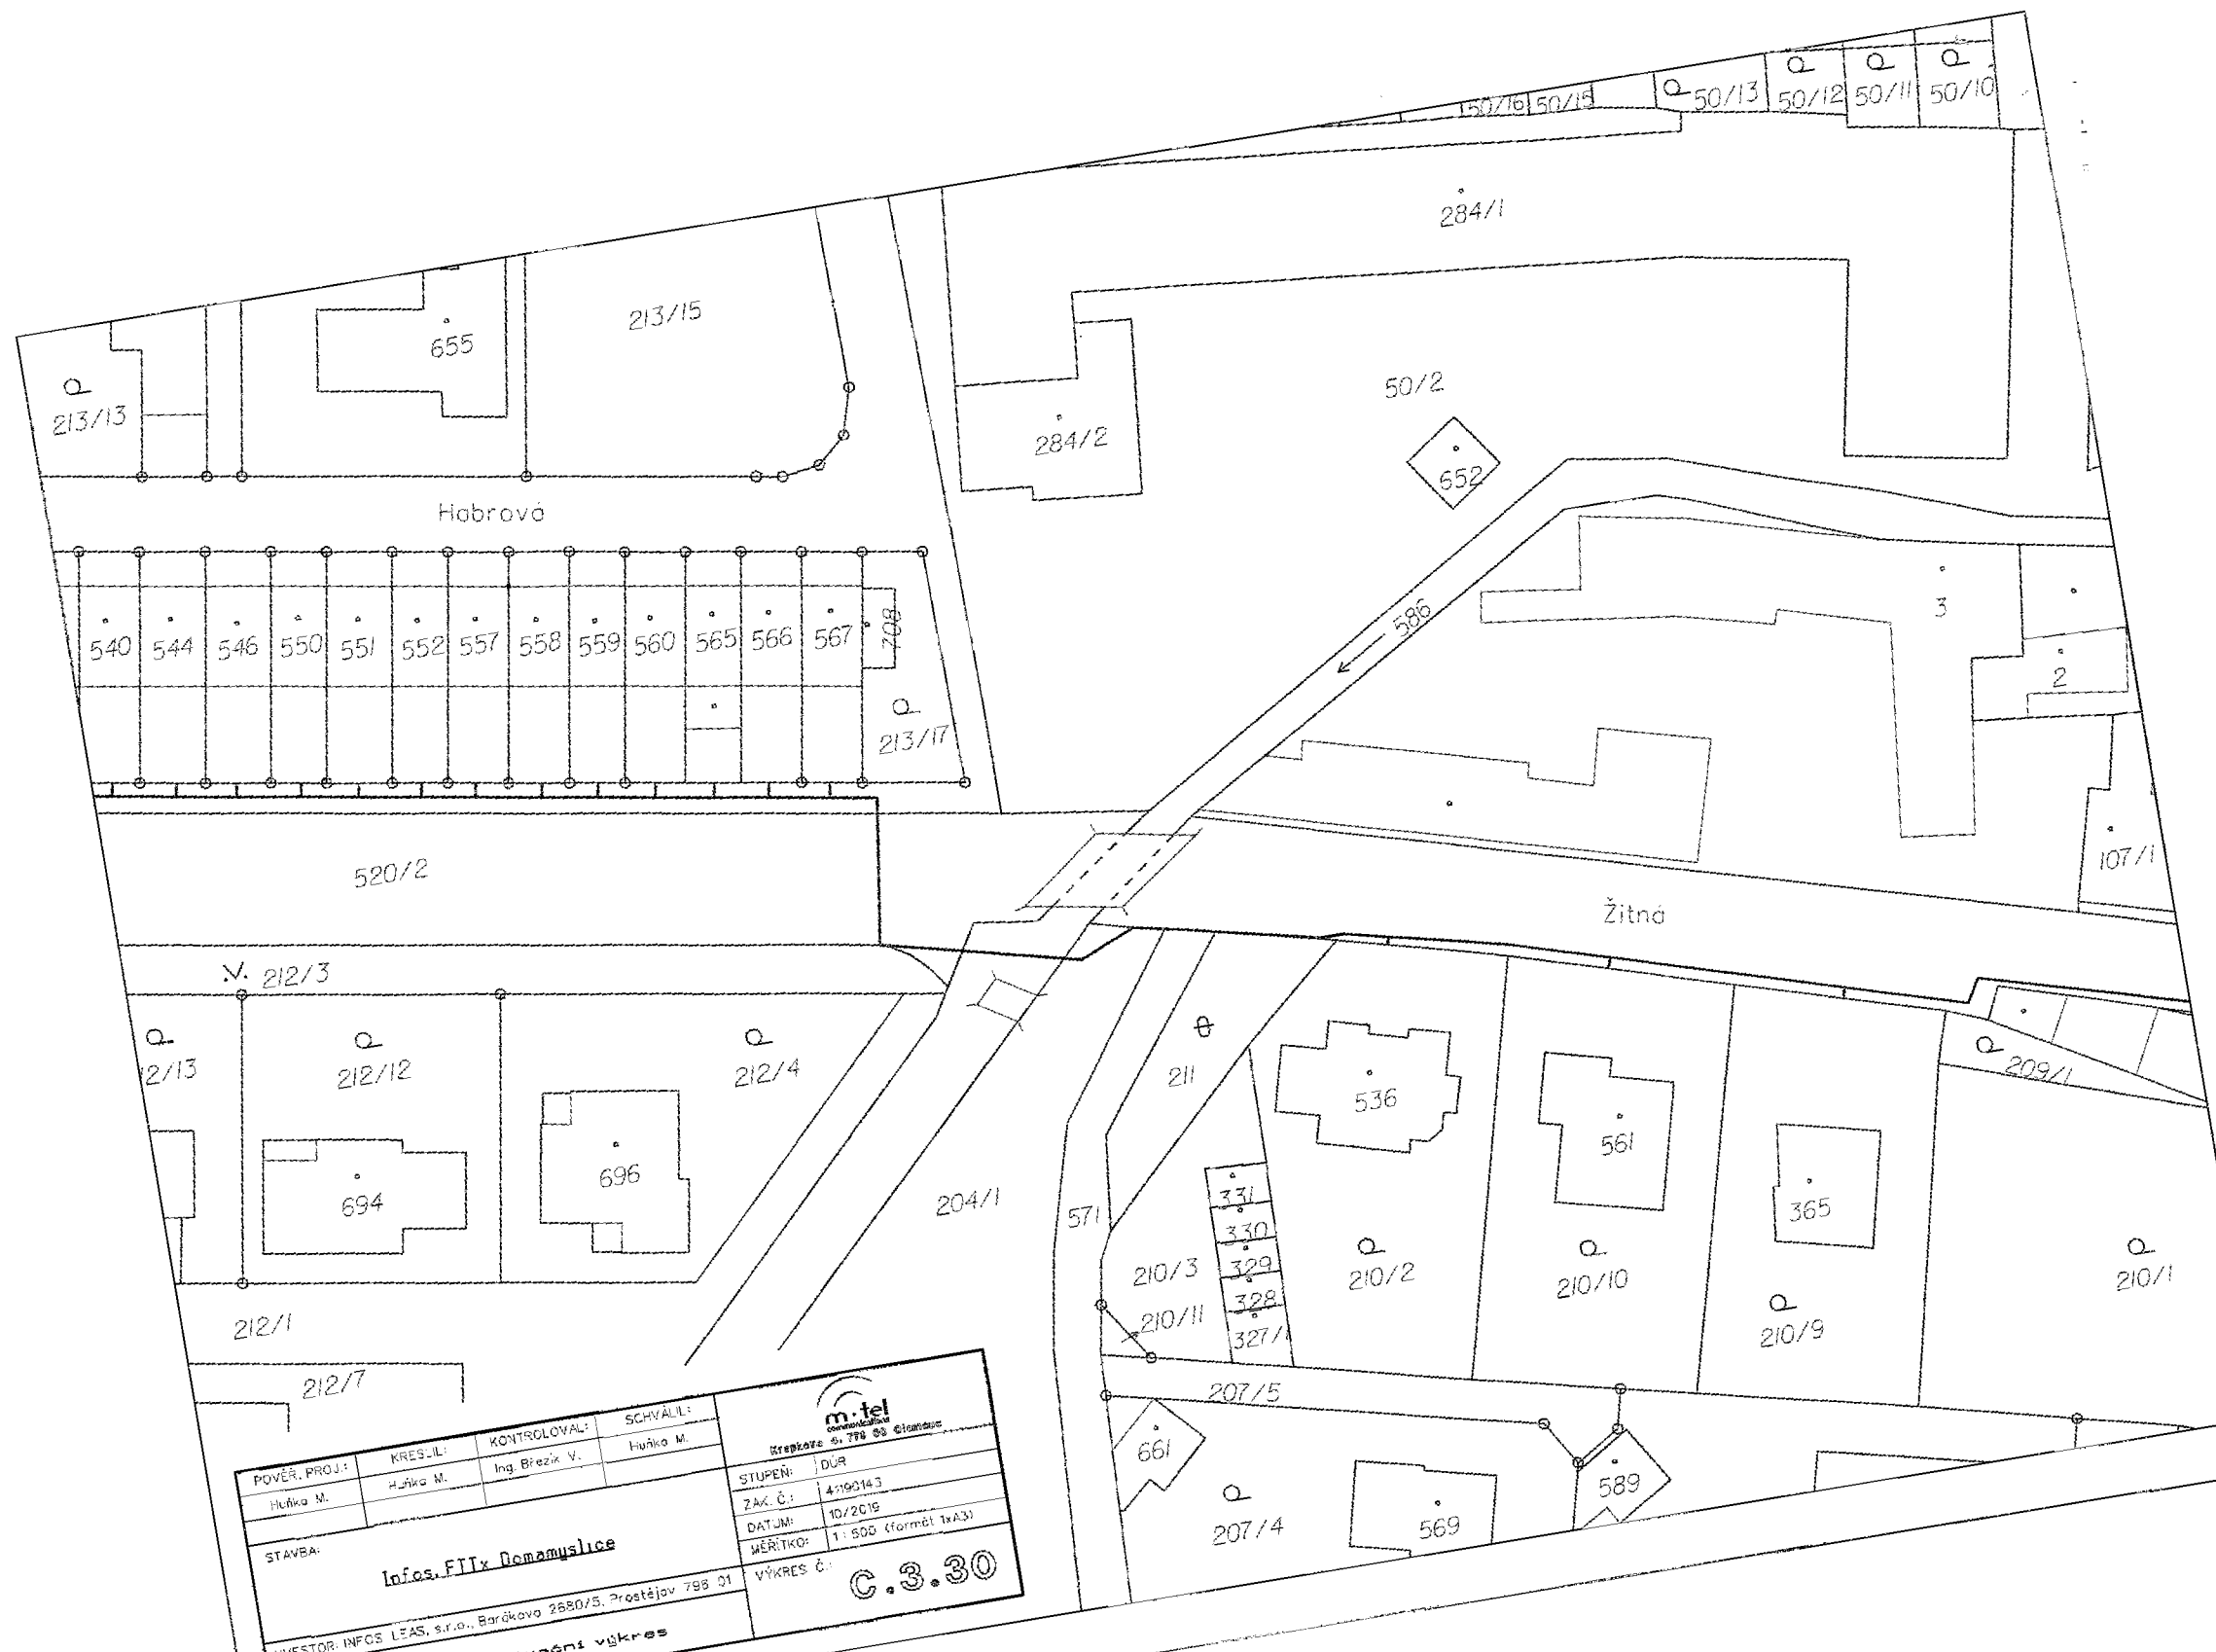 50/16 50/15 50/13 50/12 50/11 50/10
284/1
213/15
655
50/2
213/13
284/2
652
Habrová
586
3
540 544 546 550 551 552 557 558 559 560 565 566 567 708
2
213/17
107/1
520/2
Žitná
212/3
2/13
212/12
212/4
211
536
209/1
561
694
696
204/1
571
331
365
330
210/3
329
210/2
210/10
210/1
328
210/11
327/1
210/9
212/1
212/7
207/5
661
589
207/4
569
POVĚR. PROJ.: KRESLIL: KONTROLOVAL: SCHVÁLIL:
Huňka M. Huňka M. Ing. Březík V. Huňka M.
m·tel
communications
STUPEŇ: DÚR
ZAK. Č.: 41190143
DATUM: 10/2019
MĚŘÍTKO: 1 : 500 (formát 1xA3)
VÝKRES Č.: C.3.30
STAVBA:
Infos, FTTx Domamyslice
INFOS LEAS, s.r.o., Barákova 2680/5, Prostějov 796 01
výkres